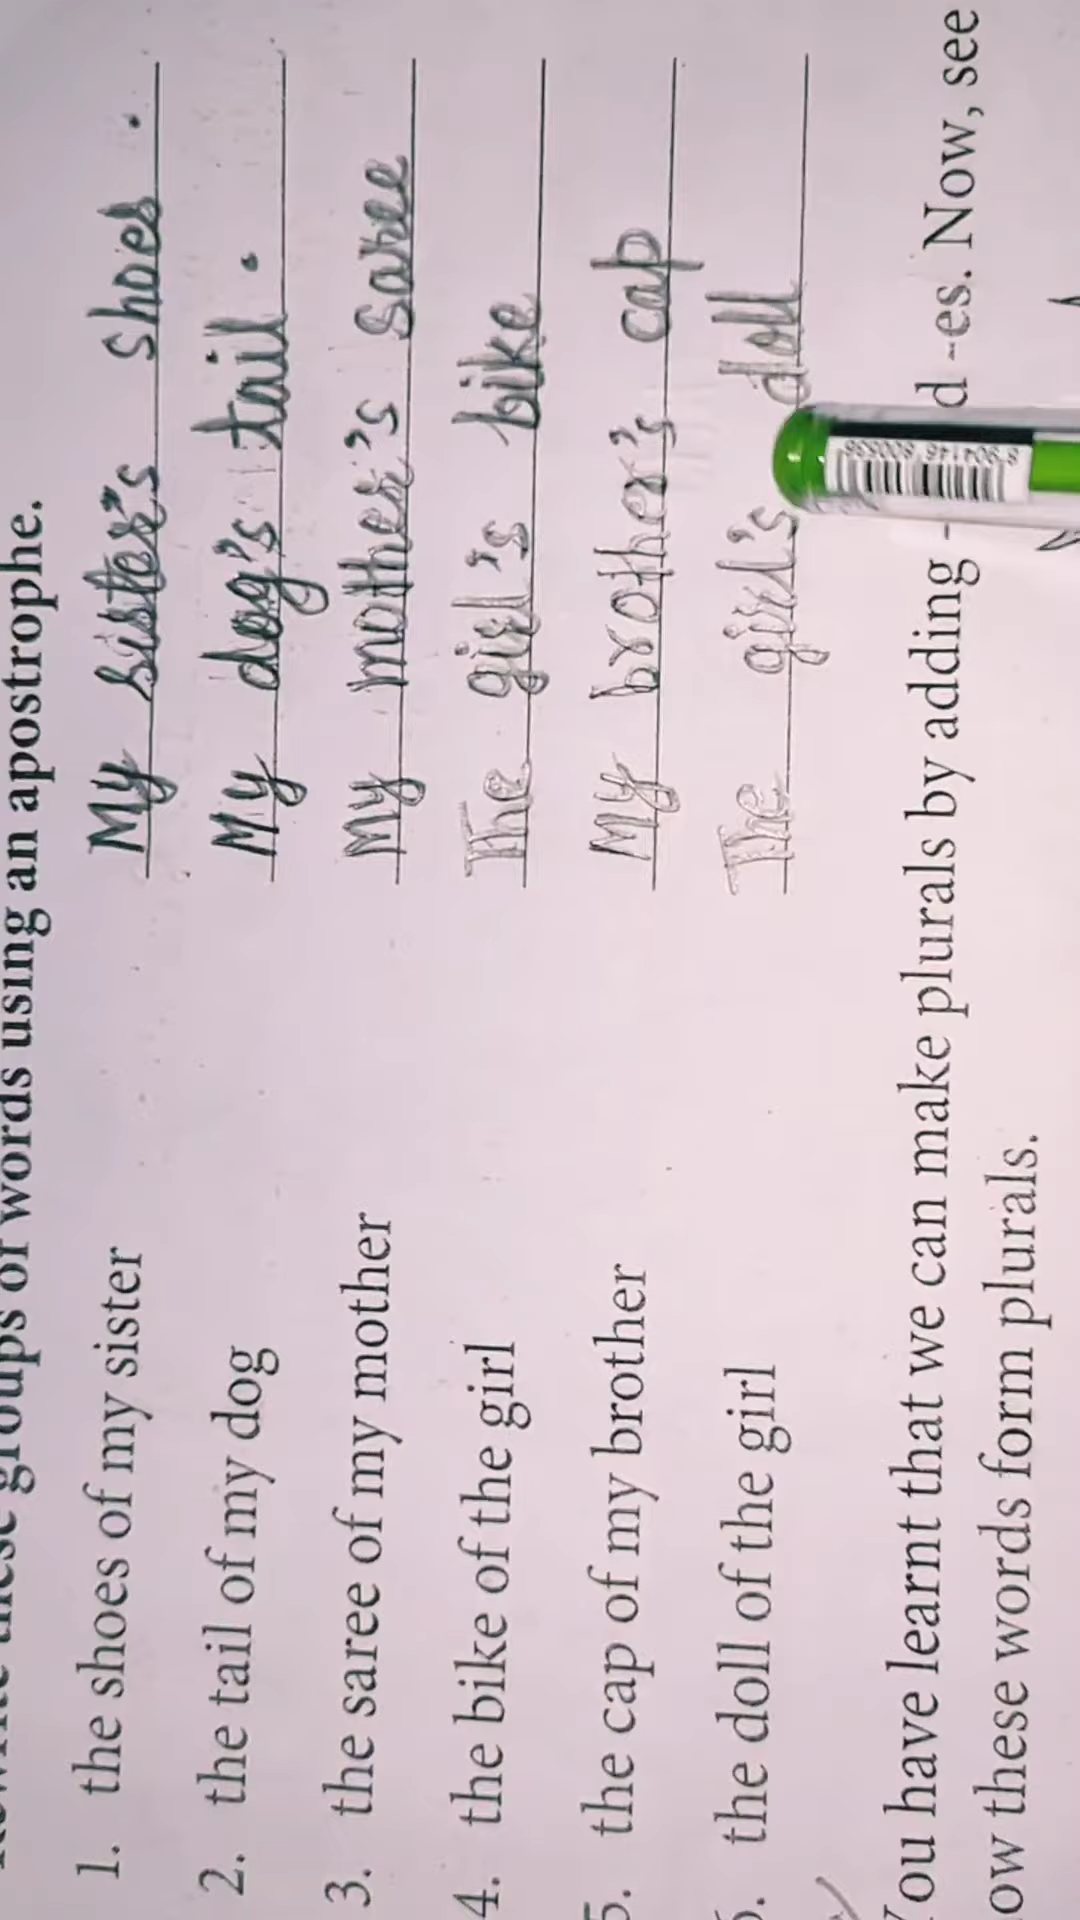 these groups of words using an apostrophe.
1. the shoes of my sister My sister's shoes.
2. the tail of my dog My dog's tail.
3. the saree of my mother My mother's saree
4. the bike of the girl The girl's bike
5. the cap of my brother My brother's cap
the doll of the girl The girl's doll
You have learnt that we can make plurals by adding - d -es. Now, see
ow these words form plurals.